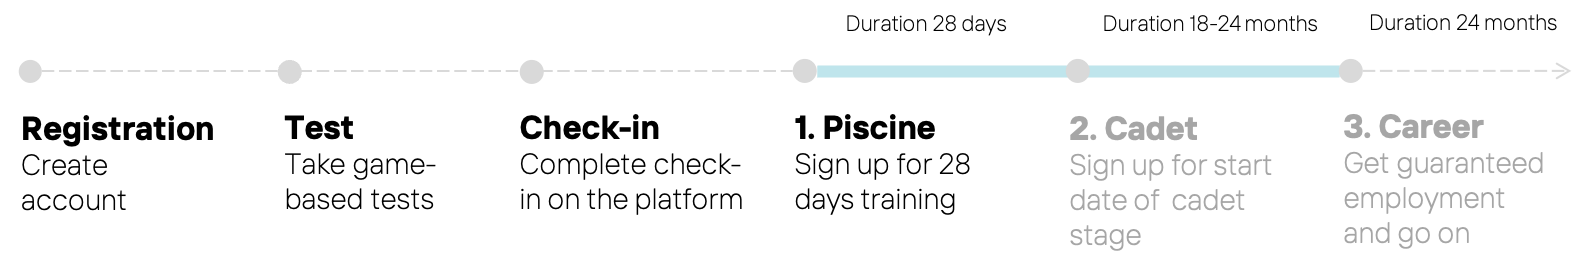 Duration 28 days
Duration 18-24 months
Duration 24 months
Registration
Create
account
Test
Take game-
based tests
Check-in
Complete check-
in on the platform
1. Piscine
Sign up for 28
days training
2. Cadet
Sign up for start
date of cadet
stage
3. Career
Get guaranteed
employment
and go on